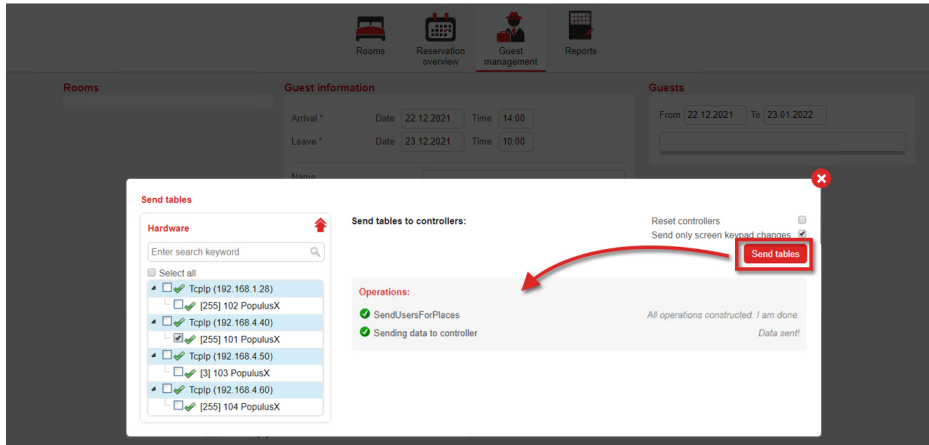 Rooms
Reservation
overview
Guest
management
Reports
Rooms
Guest information
Arrival * Date 22.12.2021 Time 14:00
Leave * Date 23.12.2021 Time 10:00
Name
Guests
From 22.12.2021 To 23.01.2022
Send tables
Hardware
Enter search keyword
Select all
TcpIp (192.168.1.28)
[255] 102 PopulusX
TcpIp (192.168.4.40)
[255] 101 PopulusX
TcpIp (192.168.4.50)
[3] 103 PopulusX
TcpIp (192.168.4.60)
[255] 104 PopulusX
Send tables to controllers:
Reset controllers
Send only screen keypad changes
Send tables
Operations:
SendUsersForPlaces All operations constructed. I am done.
Sending data to controller Data sent!